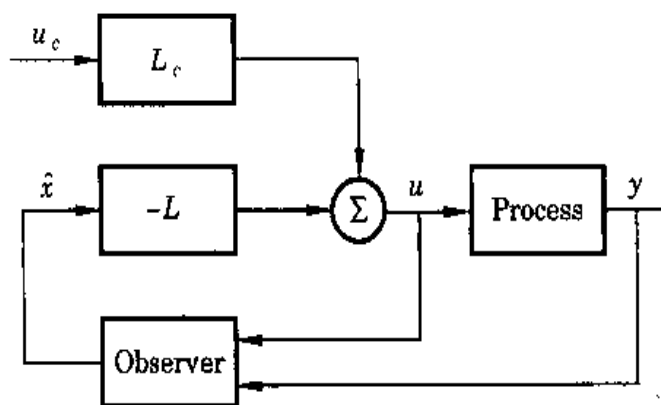 u_c
L_c
x̂
-L
Σ
u
Process
y
Observer